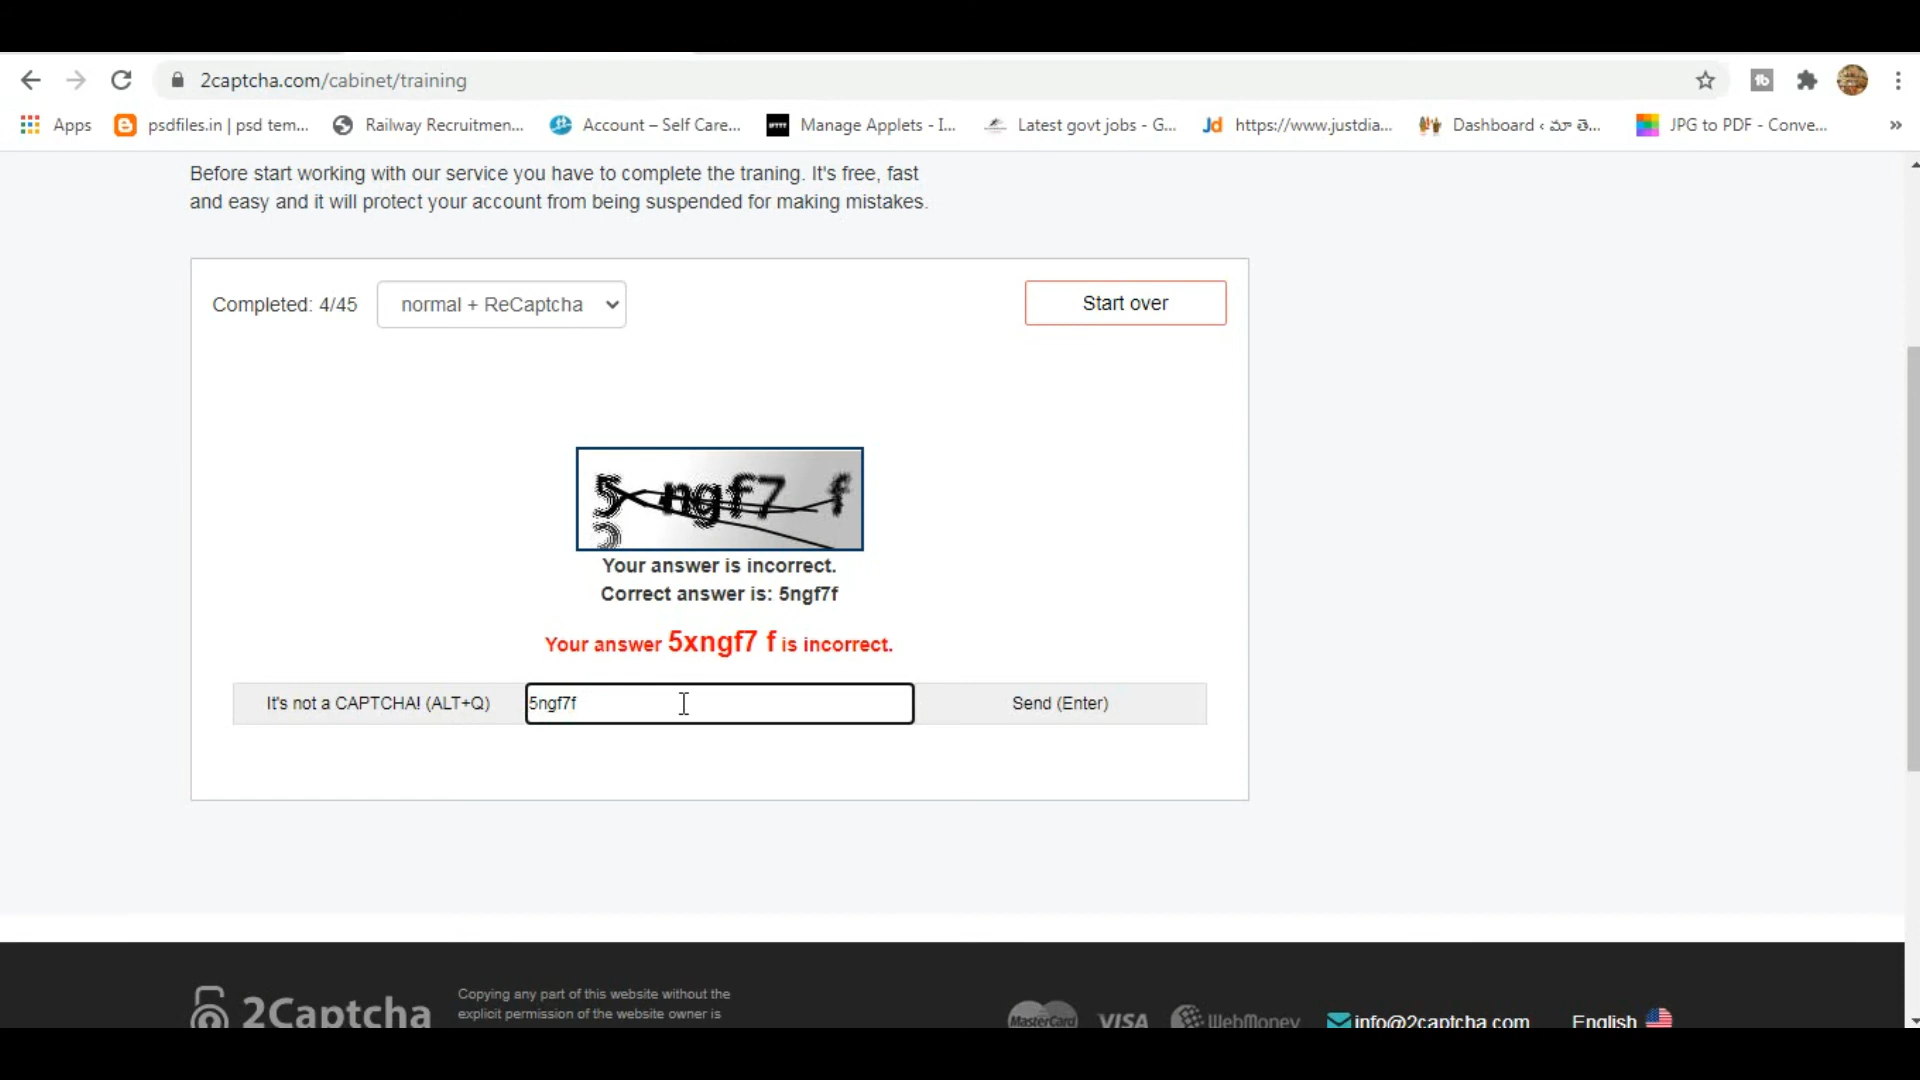 2captcha.com/cabinet/training
Apps psdfiles.in | psd tem... Railway Recruitmen... Account – Self Care... IFTTT Manage Applets - I... Latest govt jobs - G... Jd https://www.justdia... Dashboard ‹ మా తె... JPG to PDF - Conve... »
Before start working with our service you have to complete the traning. It's free, fast
and easy and it will protect your account from being suspended for making mistakes.
Completed: 4/45 normal + ReCaptcha Start over
5 ngf7 f
Your answer is incorrect.
Correct answer is: 5ngf7f
Your answer 5xngf7 f is incorrect.
It's not a CAPTCHA! (ALT+Q) 5ngf7f Send (Enter)
2Captcha
Copying any part of this website without the
explicit permission of the website owner is
MasterCard VISA WebMoney info@2captcha.com English